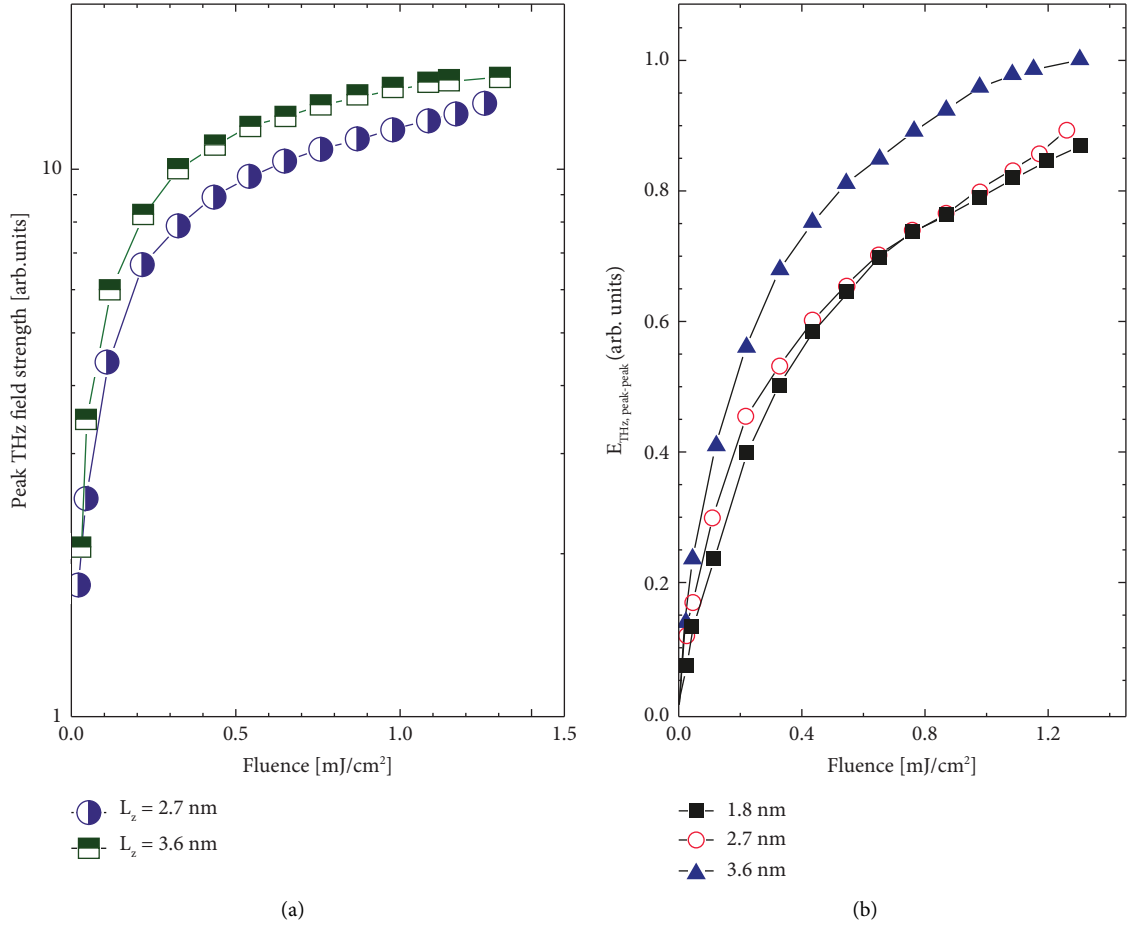 Peak THz field strength [arb.units]
10
1
0.0
0.5
1.0
1.5
Fluence [mJ/cm²]
L_z = 2.7 nm
L_z = 3.6 nm
(a)
E_THz, peak-peak (arb. units)
1.0
0.8
0.6
0.4
0.2
0.0
0.0
0.4
0.8
1.2
Fluence [mJ/cm²]
1.8 nm
2.7 nm
3.6 nm
(b)